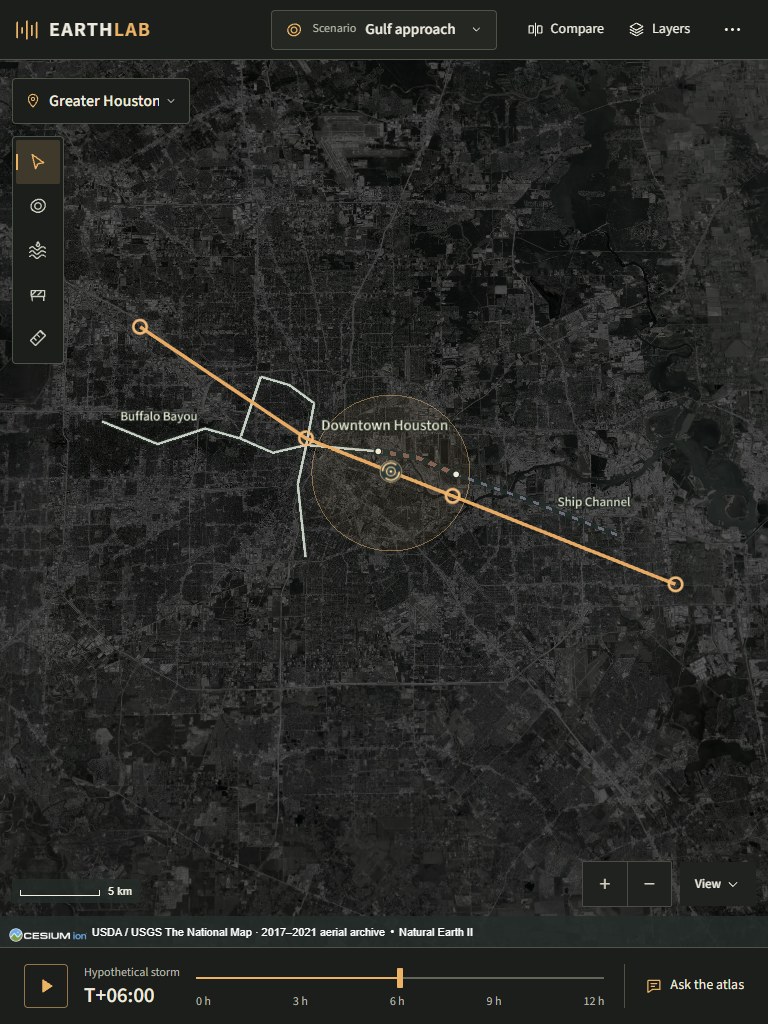 EARTHLAB
Scenario Gulf approach
Compare
Layers
Greater Houston
Buffalo Bayou
Downtown Houston
Ship Channel
5 km
+
−
View
CESIUM ion USDA / USGS The National Map · 2017–2021 aerial archive • Natural Earth II
Hypothetical storm
T+06:00
0 h 3 h 6 h 9 h 12 h
Ask the atlas